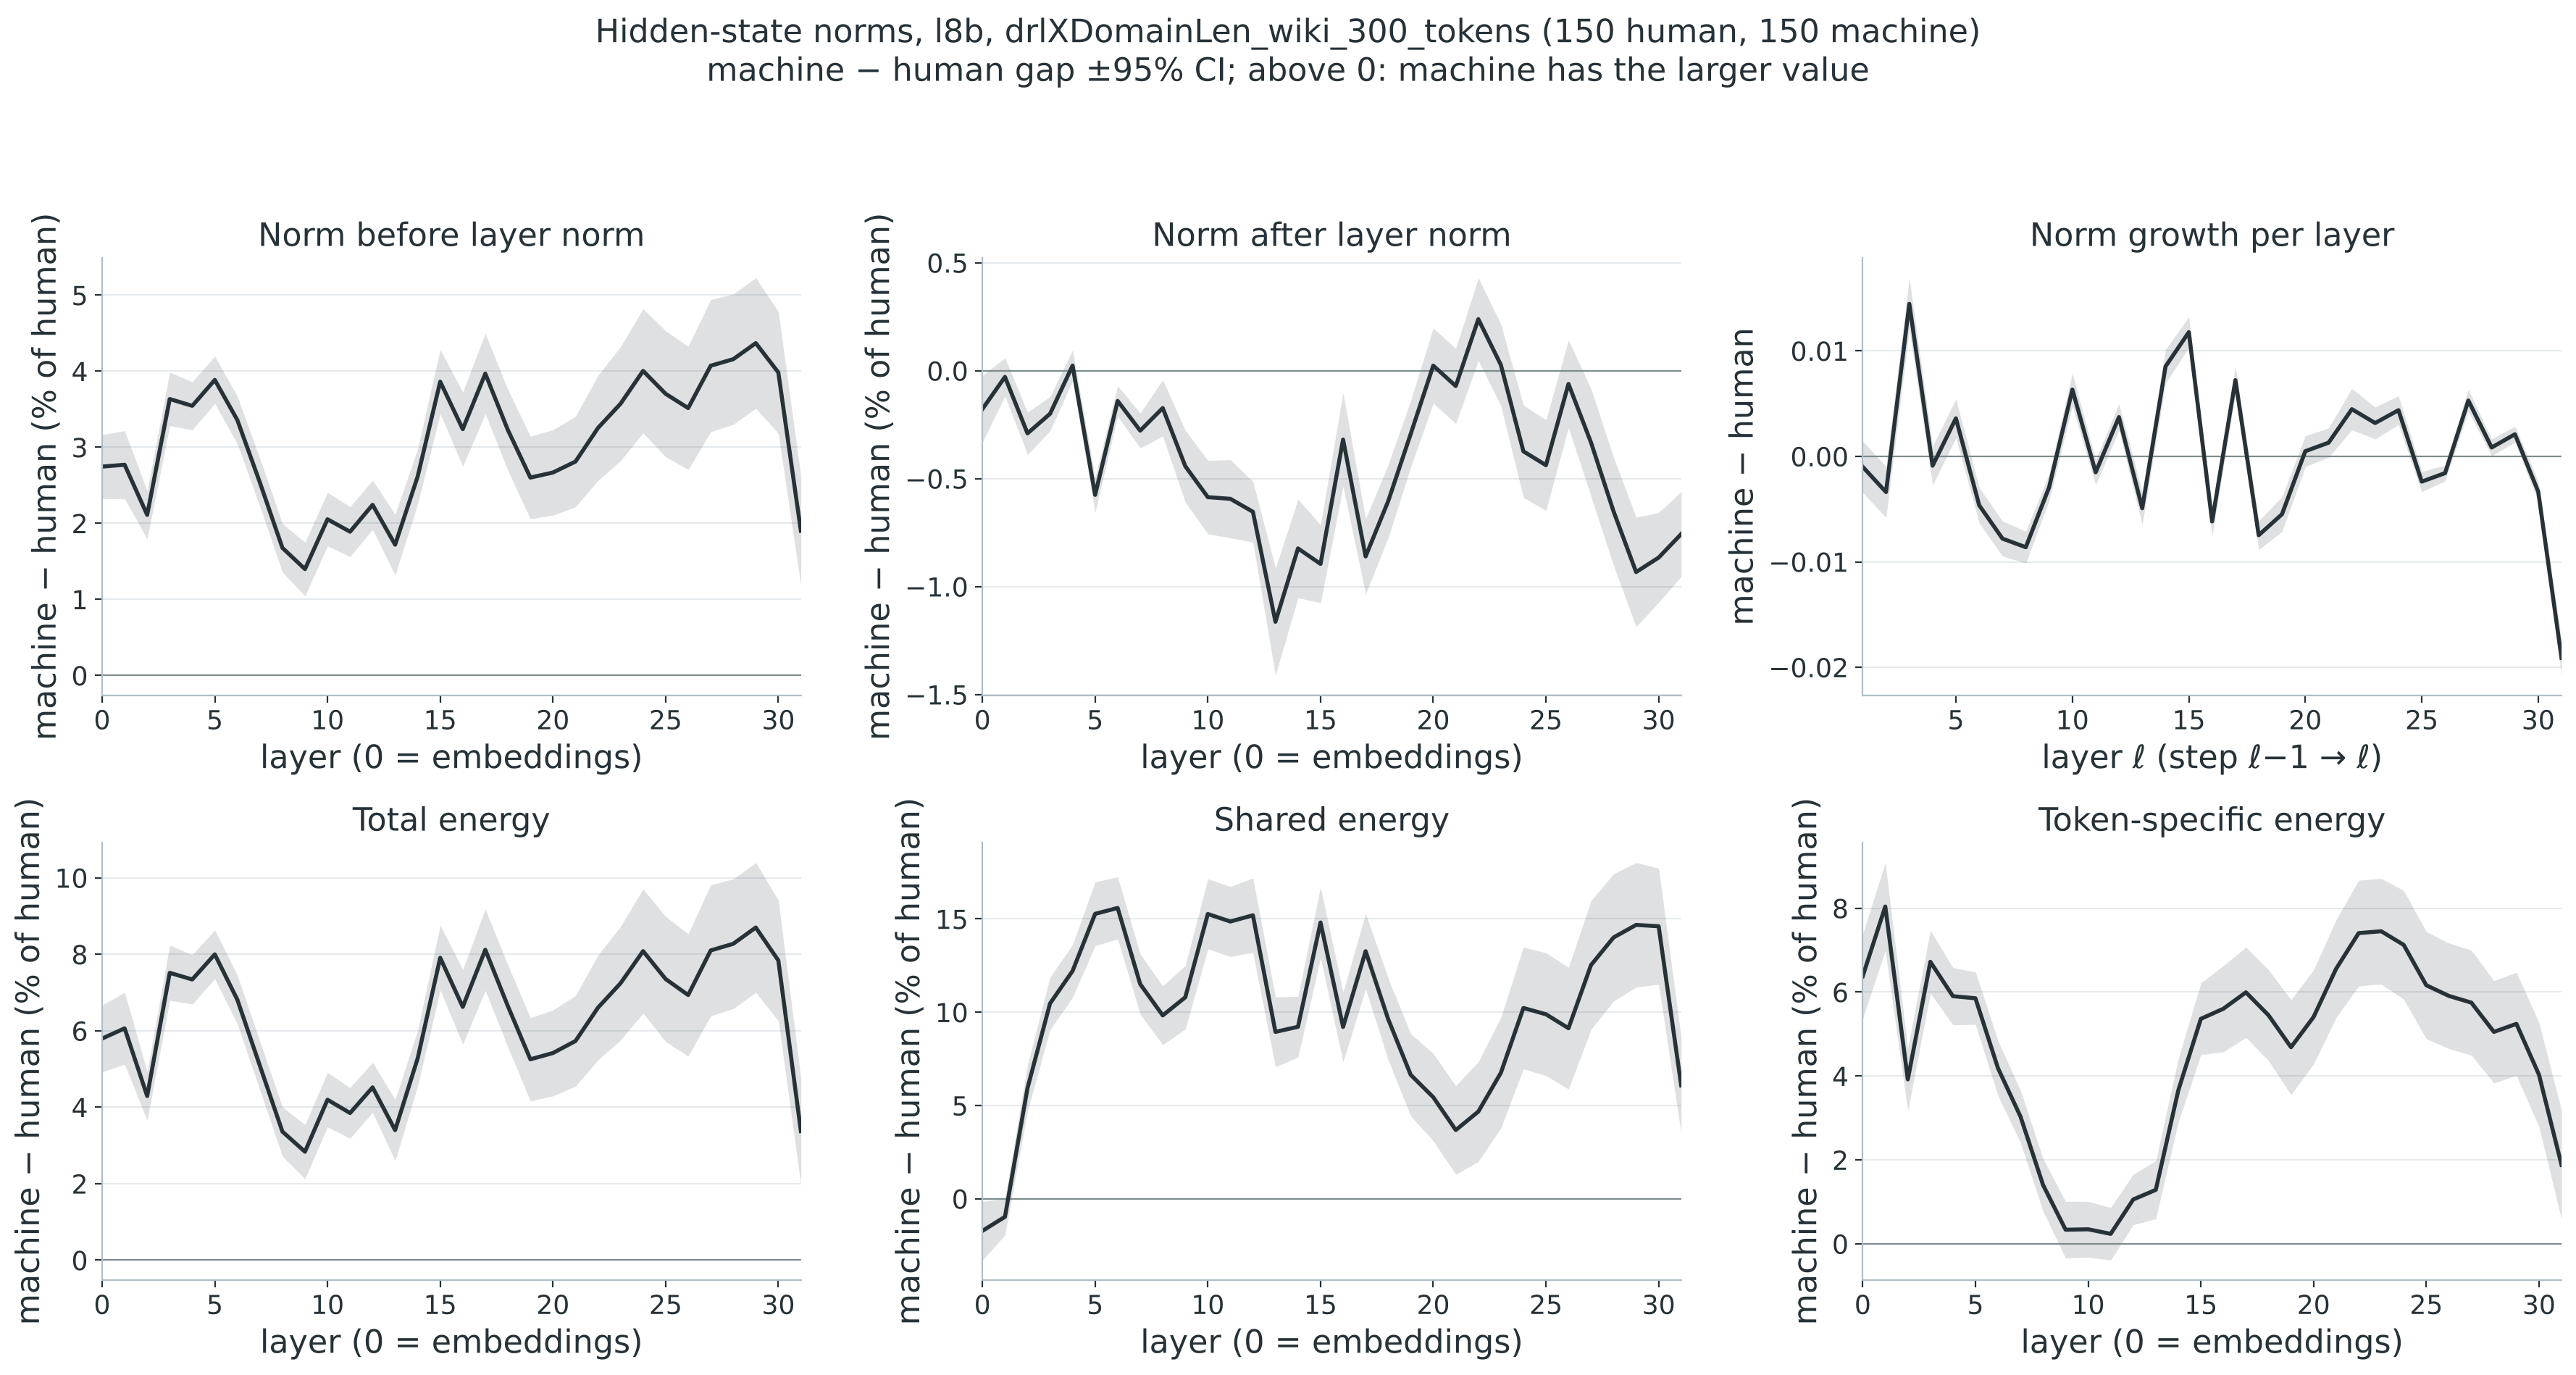 Hidden-state norms, l8b, drlXDomainLen_wiki_300_tokens (150 human, 150 machine)
machine − human gap ±95% CI; above 0: machine has the larger value
Norm before layer norm
machine − human (% of human)
5
4
3
2
1
0
0 5 10 15 20 25 30
layer (0 = embeddings)
Norm after layer norm
machine − human (% of human)
0.5
0.0
−0.5
−1.0
−1.5
0 5 10 15 20 25 30
layer (0 = embeddings)
Norm growth per layer
machine − human
0.01
0.00
−0.01
−0.02
5 10 15 20 25 30
layer ℓ (step ℓ−1 → ℓ)
Total energy
machine − human (% of human)
10
8
6
4
2
0
0 5 10 15 20 25 30
layer (0 = embeddings)
Shared energy
machine − human (% of human)
15
10
5
0
0 5 10 15 20 25 30
layer (0 = embeddings)
Token-specific energy
machine − human (% of human)
8
6
4
2
0
0 5 10 15 20 25 30
layer (0 = embeddings)